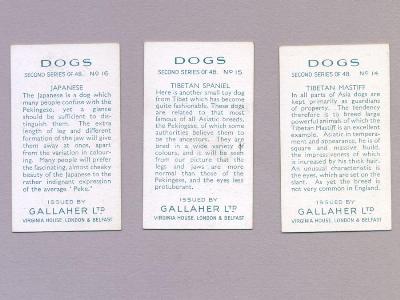 DOGS
SECOND SERIES OF 48. No 16
JAPANESE
The Japanese is a dog which
many people confuse with the
Pekingese, yet a glance
should be sufficient to dis-
tinguish them. The extra
length of leg and different
formation of the jaw will give
them away at once, apart
from the variation in colour-
ing. Many people will prefer
the fascinating, almost cheeky
beauty of the Japanese to the
rather indignant expression
of the average "Peke."
ISSUED BY
GALLAHER LTD
VIRGINIA HOUSE, LONDON & BELFAST
DOGS
SECOND SERIES OF 48. No 15
TIBETAN SPANIEL
Here is another small toy dog
from Tibet which has become
quite fashionable. These dogs
are related to that most
famous of all Asiatic breeds,
the Pekingese, of which some
authorities believe them to
be the ancestors. They are
bred in a wide variety of
colours, and it will be seen
from our picture that the
legs and jaws are more
normal than those of the
Pekingese, and the eyes less
protuberant.
ISSUED BY
GALLAHER LTD
VIRGINIA HOUSE, LONDON & BELFAST
DOGS
SECOND SERIES OF 48. No 14
TIBETAN MASTIFF
In all parts of Asia dogs are
kept primarily as guardians
of property. The tendency
therefore is to breed large
powerful dogs, of which the
Tibetan Mastiff is an excellent
example. Asiatic in tempera-
ment and appearance, he is of
square and massive build,
the impressiveness of which
is increased by his thick hair.
An unusual characteristic is
the eyes, which are set on the
slant. As yet the breed is
not very common in England.
ISSUED BY
GALLAHER LTD
VIRGINIA HOUSE, LONDON & BELFAST